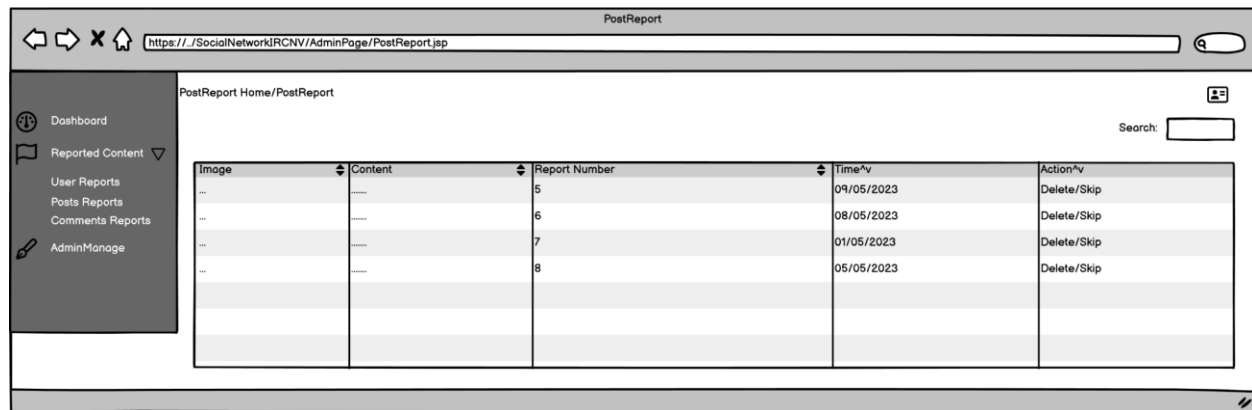 PostReport
https://../SocialNetworkIRCNV/AdminPage/PostReport.jsp
PostReport Home/PostReport
Dashboard
Reported Content
User Reports
Posts Reports
Comments Reports
AdminManage
Search:
Image Content Report Number Time^v Action^v
... ....... 5 09/05/2023 Delete/Skip
... ....... 6 08/05/2023 Delete/Skip
... ....... 7 01/05/2023 Delete/Skip
... ....... 8 05/05/2023 Delete/Skip